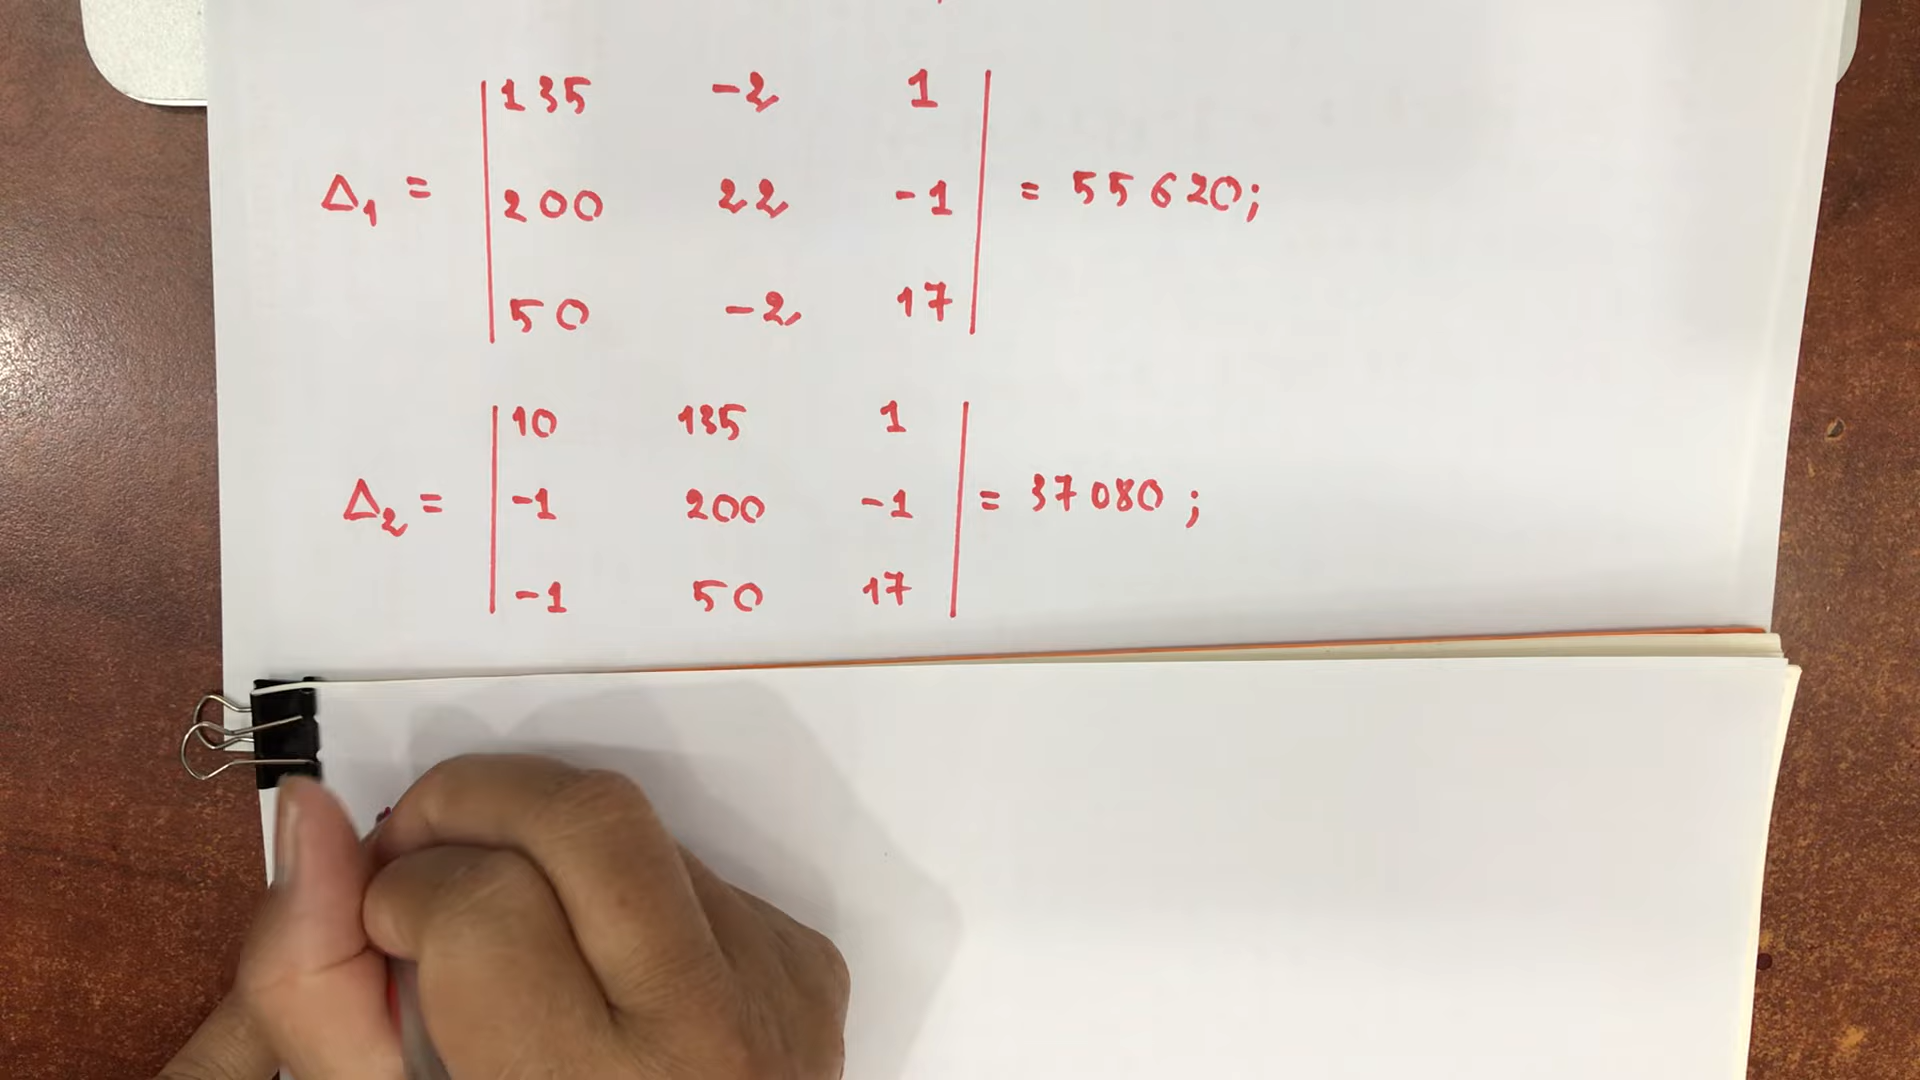 135 -2 1
Δ₁ = 200 22 -1 = 55620;
50 -2 17
10 135 1
Δ₂ = -1 200 -1 = 37080;
-1 50 17